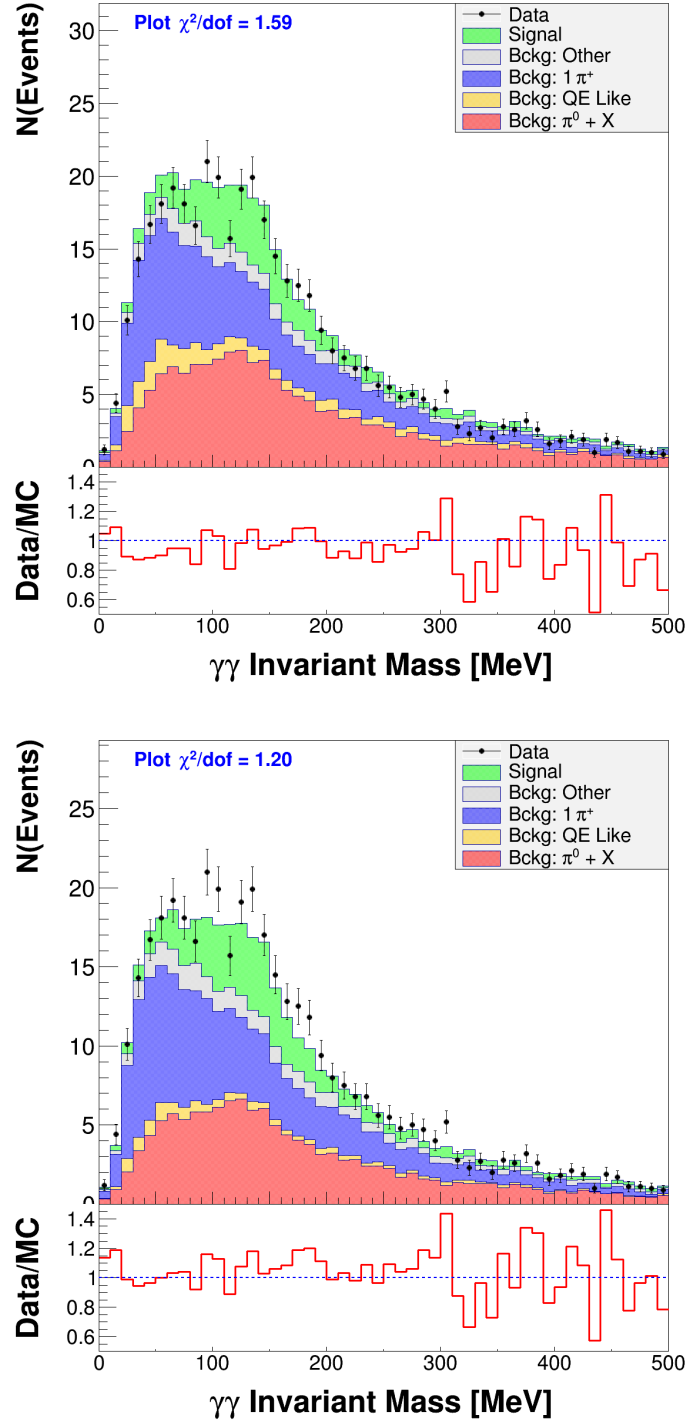 N(Events)
Plot χ²/dof = 1.59
Data
Signal
Bckg: Other
Bckg: 1 π⁺
Bckg: QE Like
Bckg: π⁰ + X
30
25
20
15
10
5
0
Data/MC
1.4
1.2
1
0.8
0.6
0 100 200 300 400 500
γγ Invariant Mass [MeV]
N(Events)
Plot χ²/dof = 1.20
Data
Signal
Bckg: Other
Bckg: 1 π⁺
Bckg: QE Like
Bckg: π⁰ + X
25
20
15
10
5
0
Data/MC
1.4
1.2
1
0.8
0.6
0 100 200 300 400 500
γγ Invariant Mass [MeV]